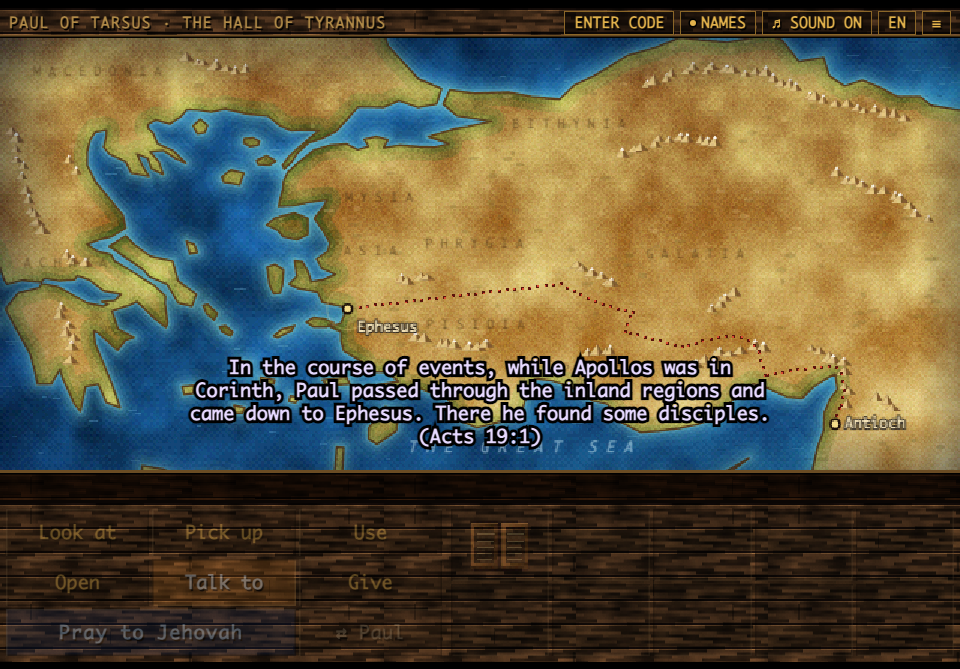 PAUL OF TARSUS · THE HALL OF TYRANNUS
ENTER CODE
● NAMES
♬ SOUND ON
EN
≡
MACEDONIA
BITHYNIA
MYSIA
ASIA
PHRYGIA
GALATIA
ACHAIA
Ephesus
PISIDIA
In the course of events, while Apollos was in
Corinth, Paul passed through the inland regions and
came down to Ephesus. There he found some disciples.
(Acts 19:1)
Antioch
THE GREAT SEA
Look at
Pick up
Use
Open
Talk to
Give
Pray to Jehovah
⇄ Paul